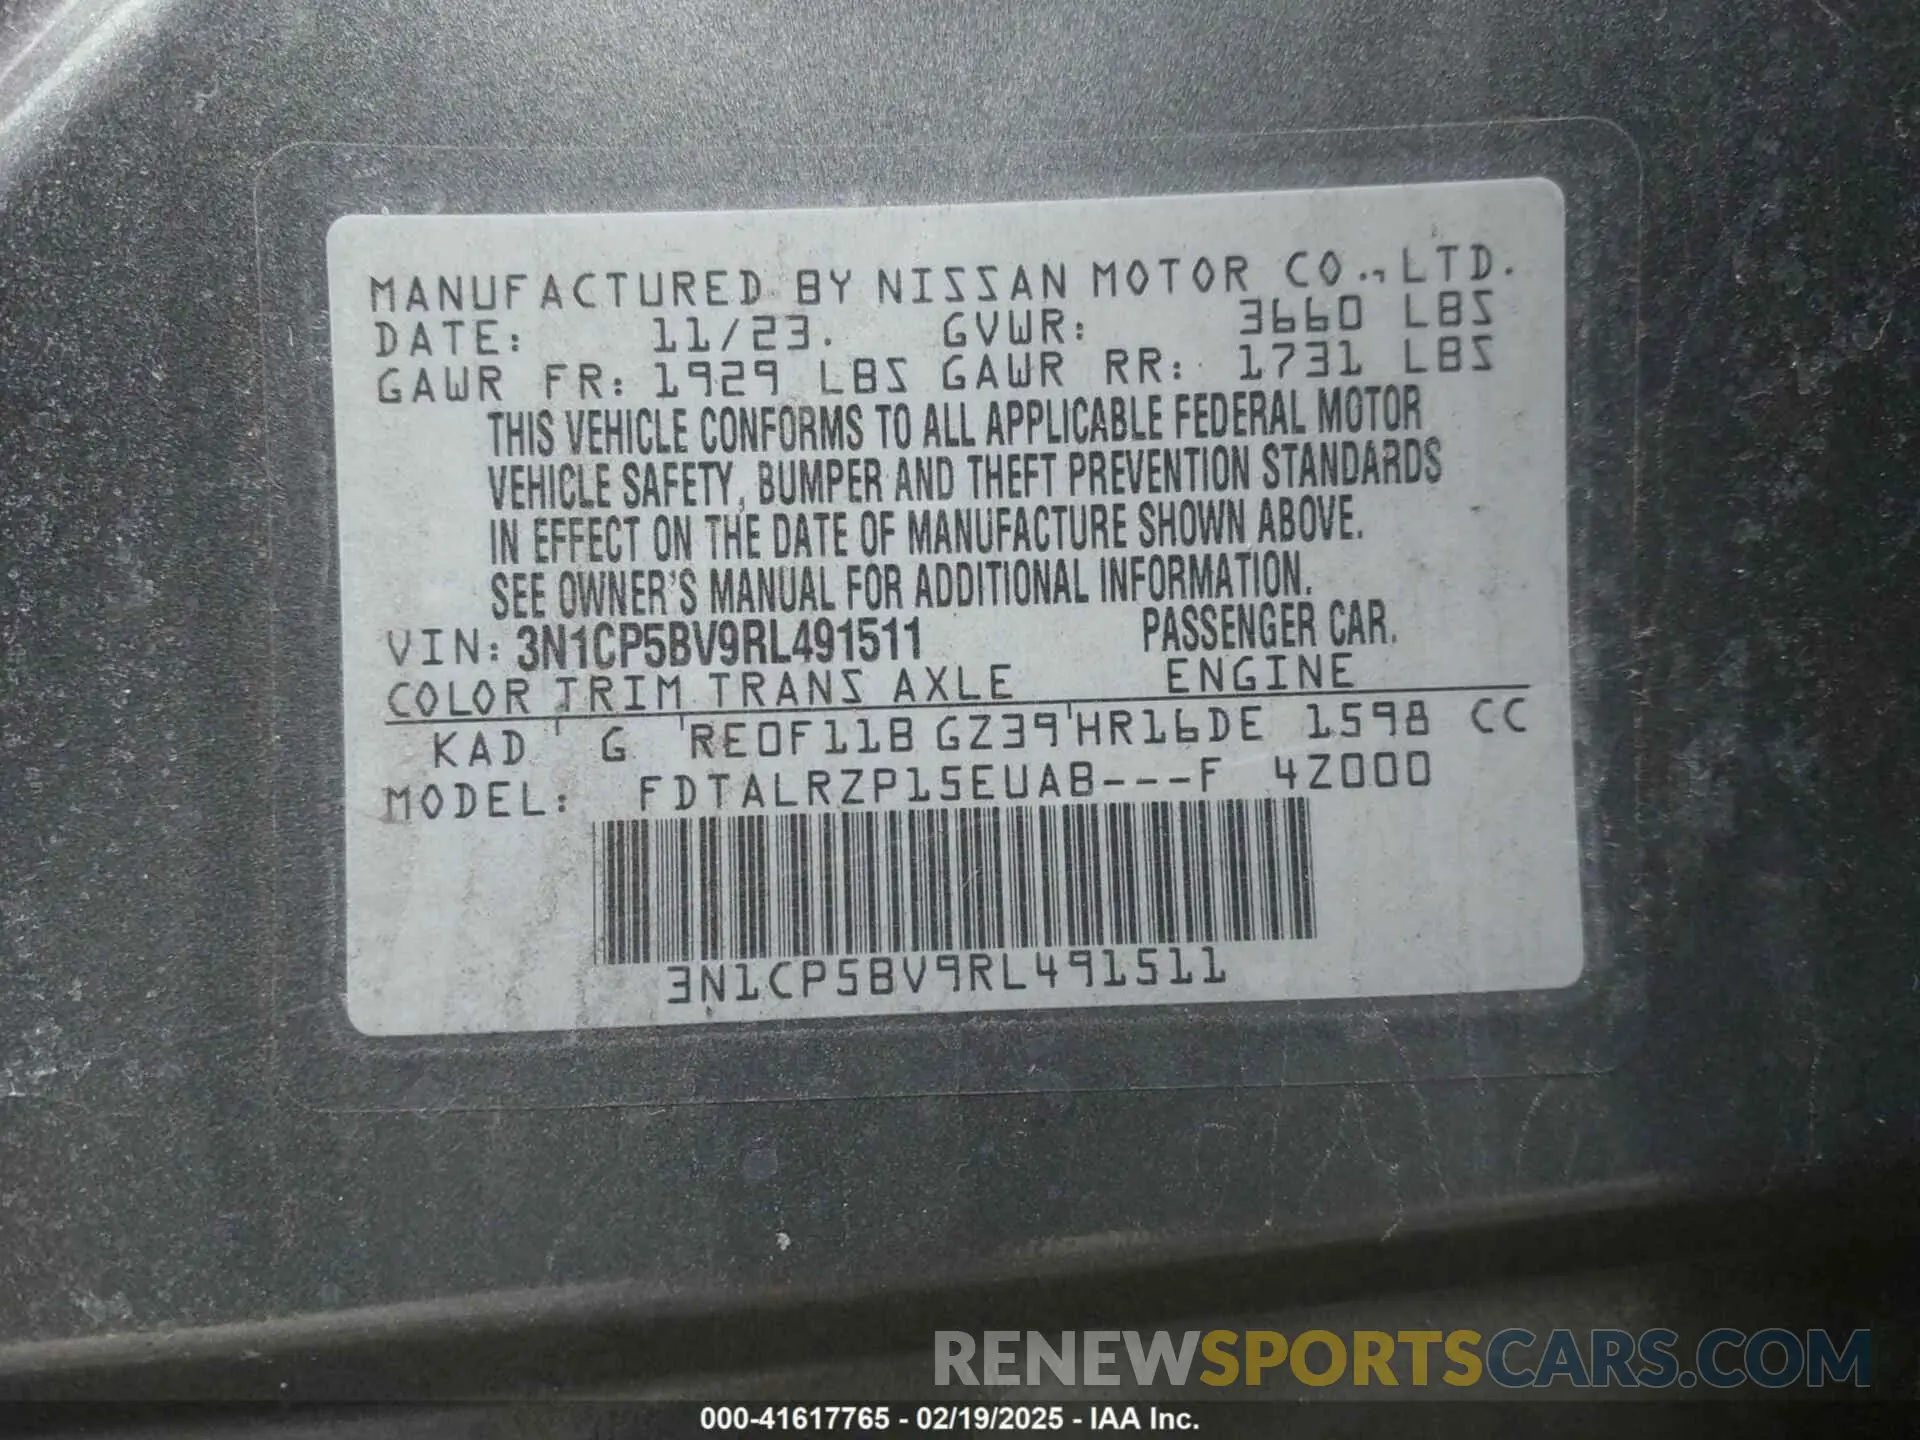 MANUFACTURED BY NISSAN MOTOR CO., LTD.
DATE: 11/23. GVWR: 3660 LBS
GAWR FR: 1929 LBS GAWR RR: 1731 LBS
THIS VEHICLE CONFORMS TO ALL APPLICABLE FEDERAL MOTOR
VEHICLE SAFETY, BUMPER AND THEFT PREVENTION STANDARDS
IN EFFECT ON THE DATE OF MANUFACTURE SHOWN ABOVE.
SEE OWNER'S MANUAL FOR ADDITIONAL INFORMATION.
VIN: 3N1CP5BV9RL491511 PASSENGER CAR.
COLOR TRIM TRANS AXLE ENGINE
KAD G RE0F11B GZ39 HR16DE 1598 CC
MODEL: FDTALRZP15EUAB---F 4Z000
3N1CP5BV9RL491511
RENEWSPORTSCARS.COM
000-41617765 - 02/19/2025 - IAA Inc.